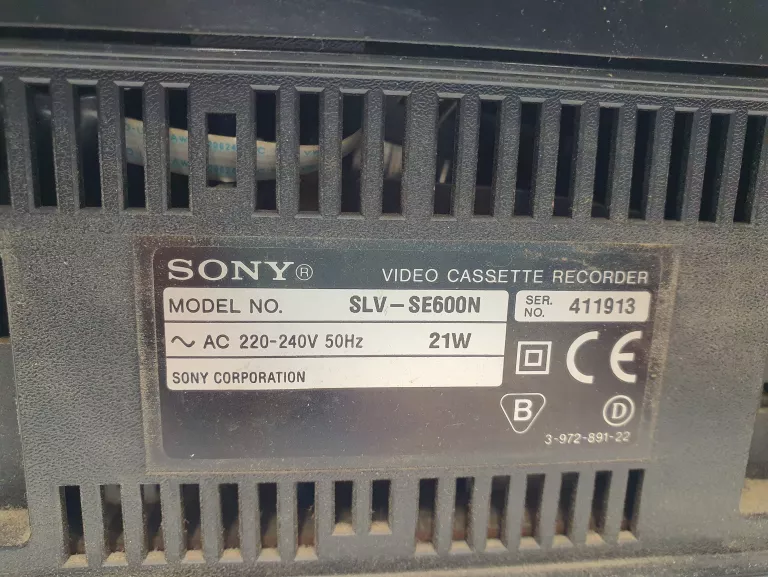 SONY®
VIDEO CASSETTE RECORDER
MODEL NO. SLV-SE600N
SER. NO. 411913
~ AC 220-240V 50Hz 21W
SONY CORPORATION
CE
B
D
3-972-891-22